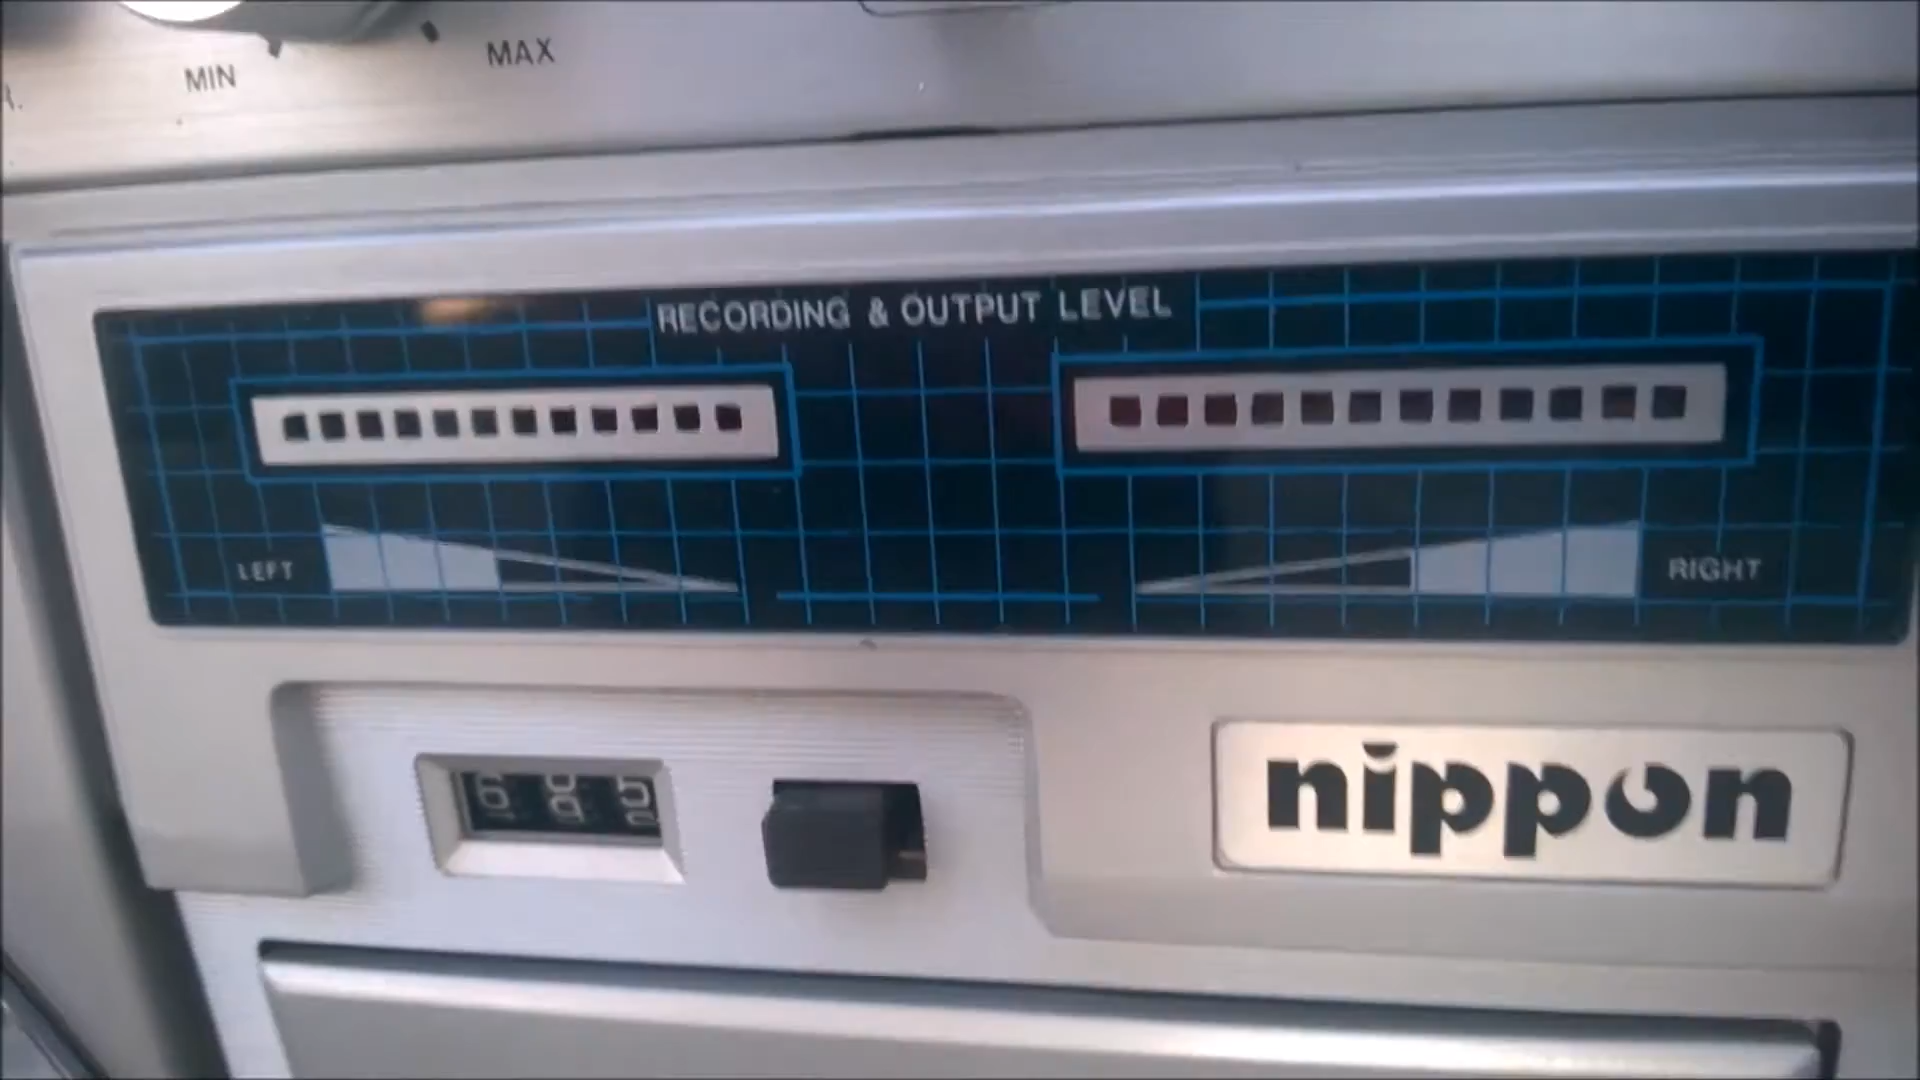 MIN
MAX
RECORDING & OUTPUT LEVEL
LEFT
RIGHT
nippon